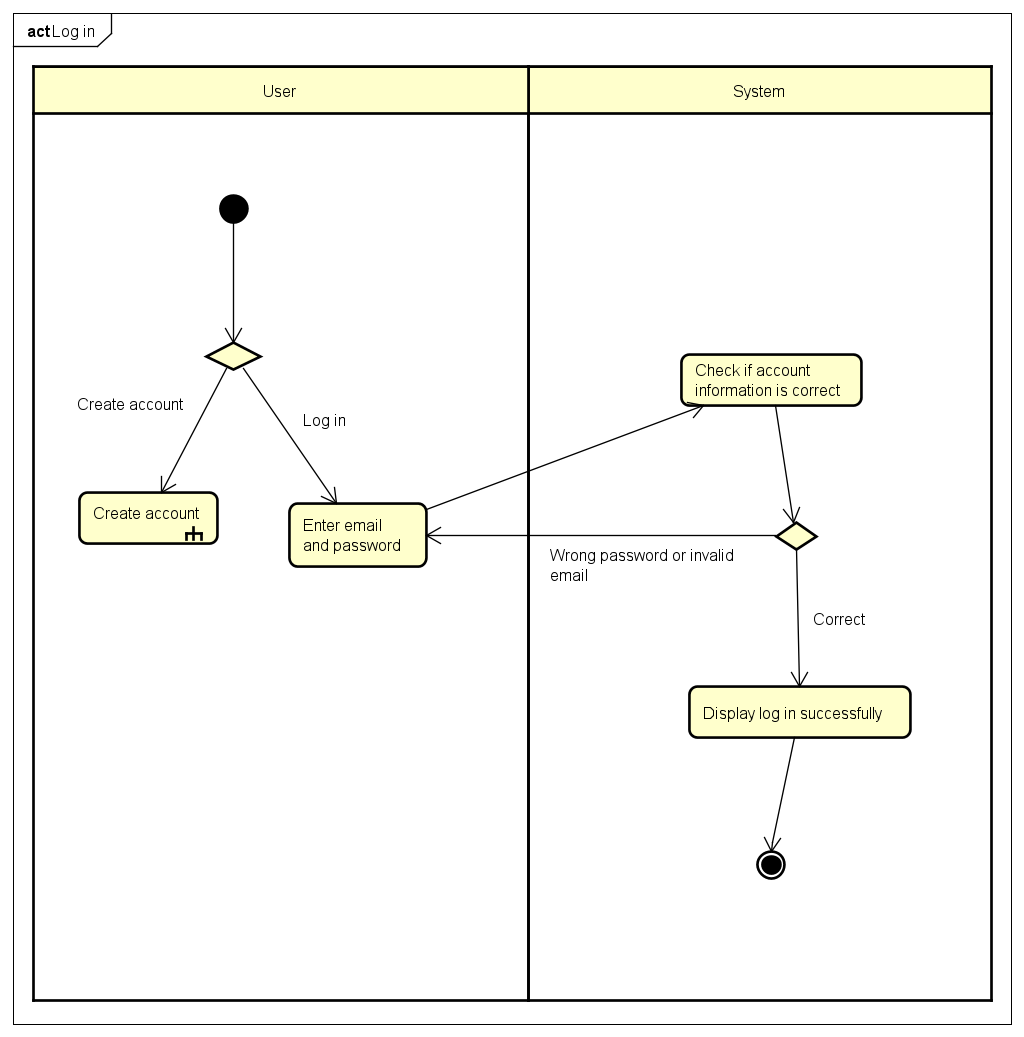 act Log in
User
System
Check if account
information is correct
Create account
Log in
Create account
Enter email
and password
Wrong password or invalid
email
Correct
Display log in successfully